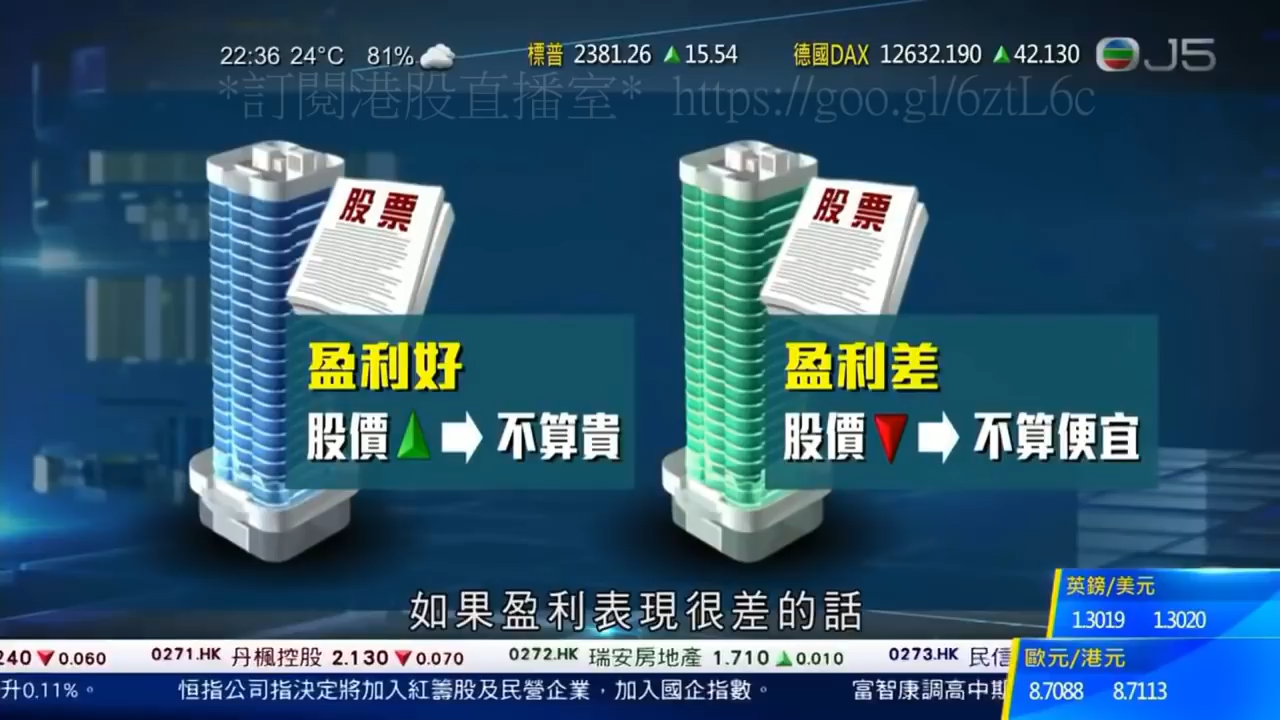 22:36 24°C 81% 標普 2381.26 ▲15.54 德國DAX 12632.190 ▲42.130 J5
*訂閱港股直播室* https://goo.gl/6ztL6c
股票 股票
盈利好 盈利差
股價▲➡不算貴 股價▼➡不算便宜
如果盈利表現很差的話
英鎊/美元
1.3019 1.3020
240▼0.060 0271.HK 丹楓控股 2.130▼0.070 0272.HK 瑞安房地產 1.710▲0.010 0273.HK 民信
歐元/港元
升0.11%。 恒指公司指決定將加入紅籌股及民營企業，加入國企指數。 富智康調高中期
8.7088 8.7113